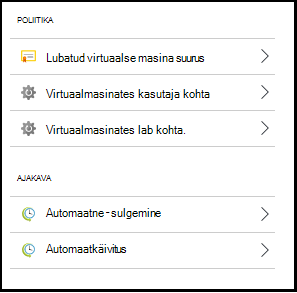 POLIITIKA
Lubatud virtuaalse masina suurus
Virtuaalmasinates kasutaja kohta
Virtuaalmasinates lab kohta.
AJAKAVA
Automaatne - sulgemine
Automaatkäivitus